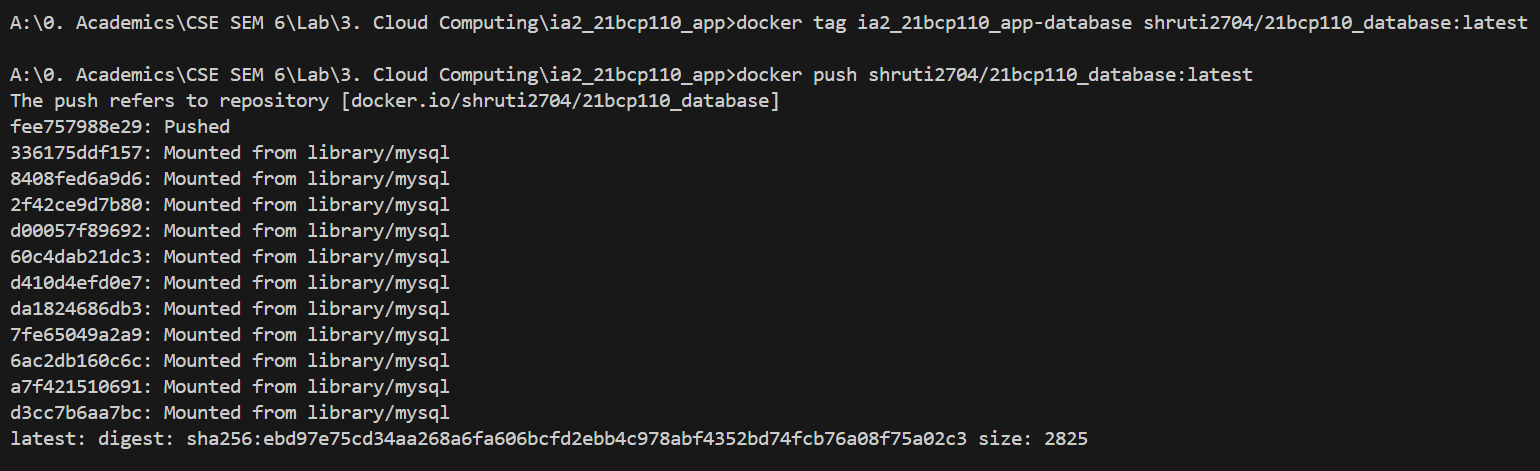 A:\0. Academics\CSE SEM 6\Lab\3. Cloud Computing\ia2_21bcp110_app>docker tag ia2_21bcp110_app-database shruti2704/21bcp110_database:latest
A:\0. Academics\CSE SEM 6\Lab\3. Cloud Computing\ia2_21bcp110_app>docker push shruti2704/21bcp110_database:latest
The push refers to repository [docker.io/shruti2704/21bcp110_database]
fee757988e29: Pushed
336175ddf157: Mounted from library/mysql
8408fed6a9d6: Mounted from library/mysql
2f42ce9d7b80: Mounted from library/mysql
d00057f89692: Mounted from library/mysql
60c4dab21dc3: Mounted from library/mysql
d410d4efd0e7: Mounted from library/mysql
da1824686db3: Mounted from library/mysql
7fe65049a2a9: Mounted from library/mysql
6ac2db160c6c: Mounted from library/mysql
a7f421510691: Mounted from library/mysql
d3cc7b6aa7bc: Mounted from library/mysql
latest: digest: sha256:ebd97e75cd34aa268a6fa606bcfd2ebb4c978abf4352bd74fcb76a08f75a02c3 size: 2825